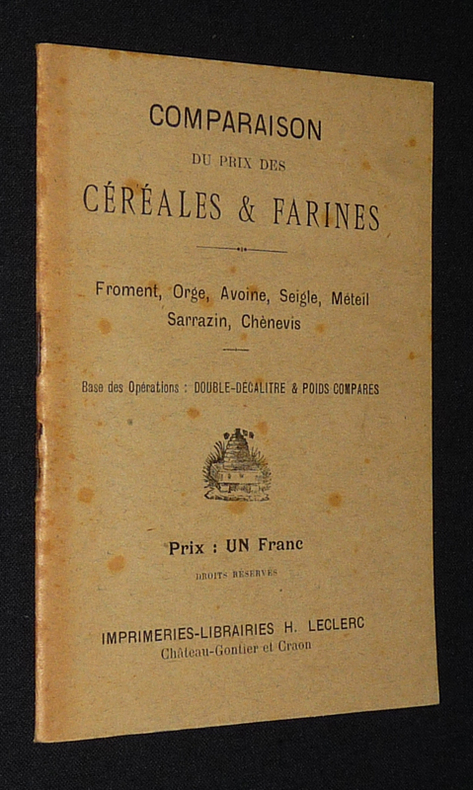 COMPARAISON
DU PRIX DES
CÉRÉALES & FARINES
Froment, Orge, Avoine, Seigle, Méteil
Sarrazin, Chènevis
Base des Opérations : DOUBLE-DÉCALITRE & POIDS COMPARÉS
Prix : UN Franc
DROITS RÉSERVÉS
IMPRIMERIES-LIBRAIRIES H. LECLERC
Château-Gontier et Craon